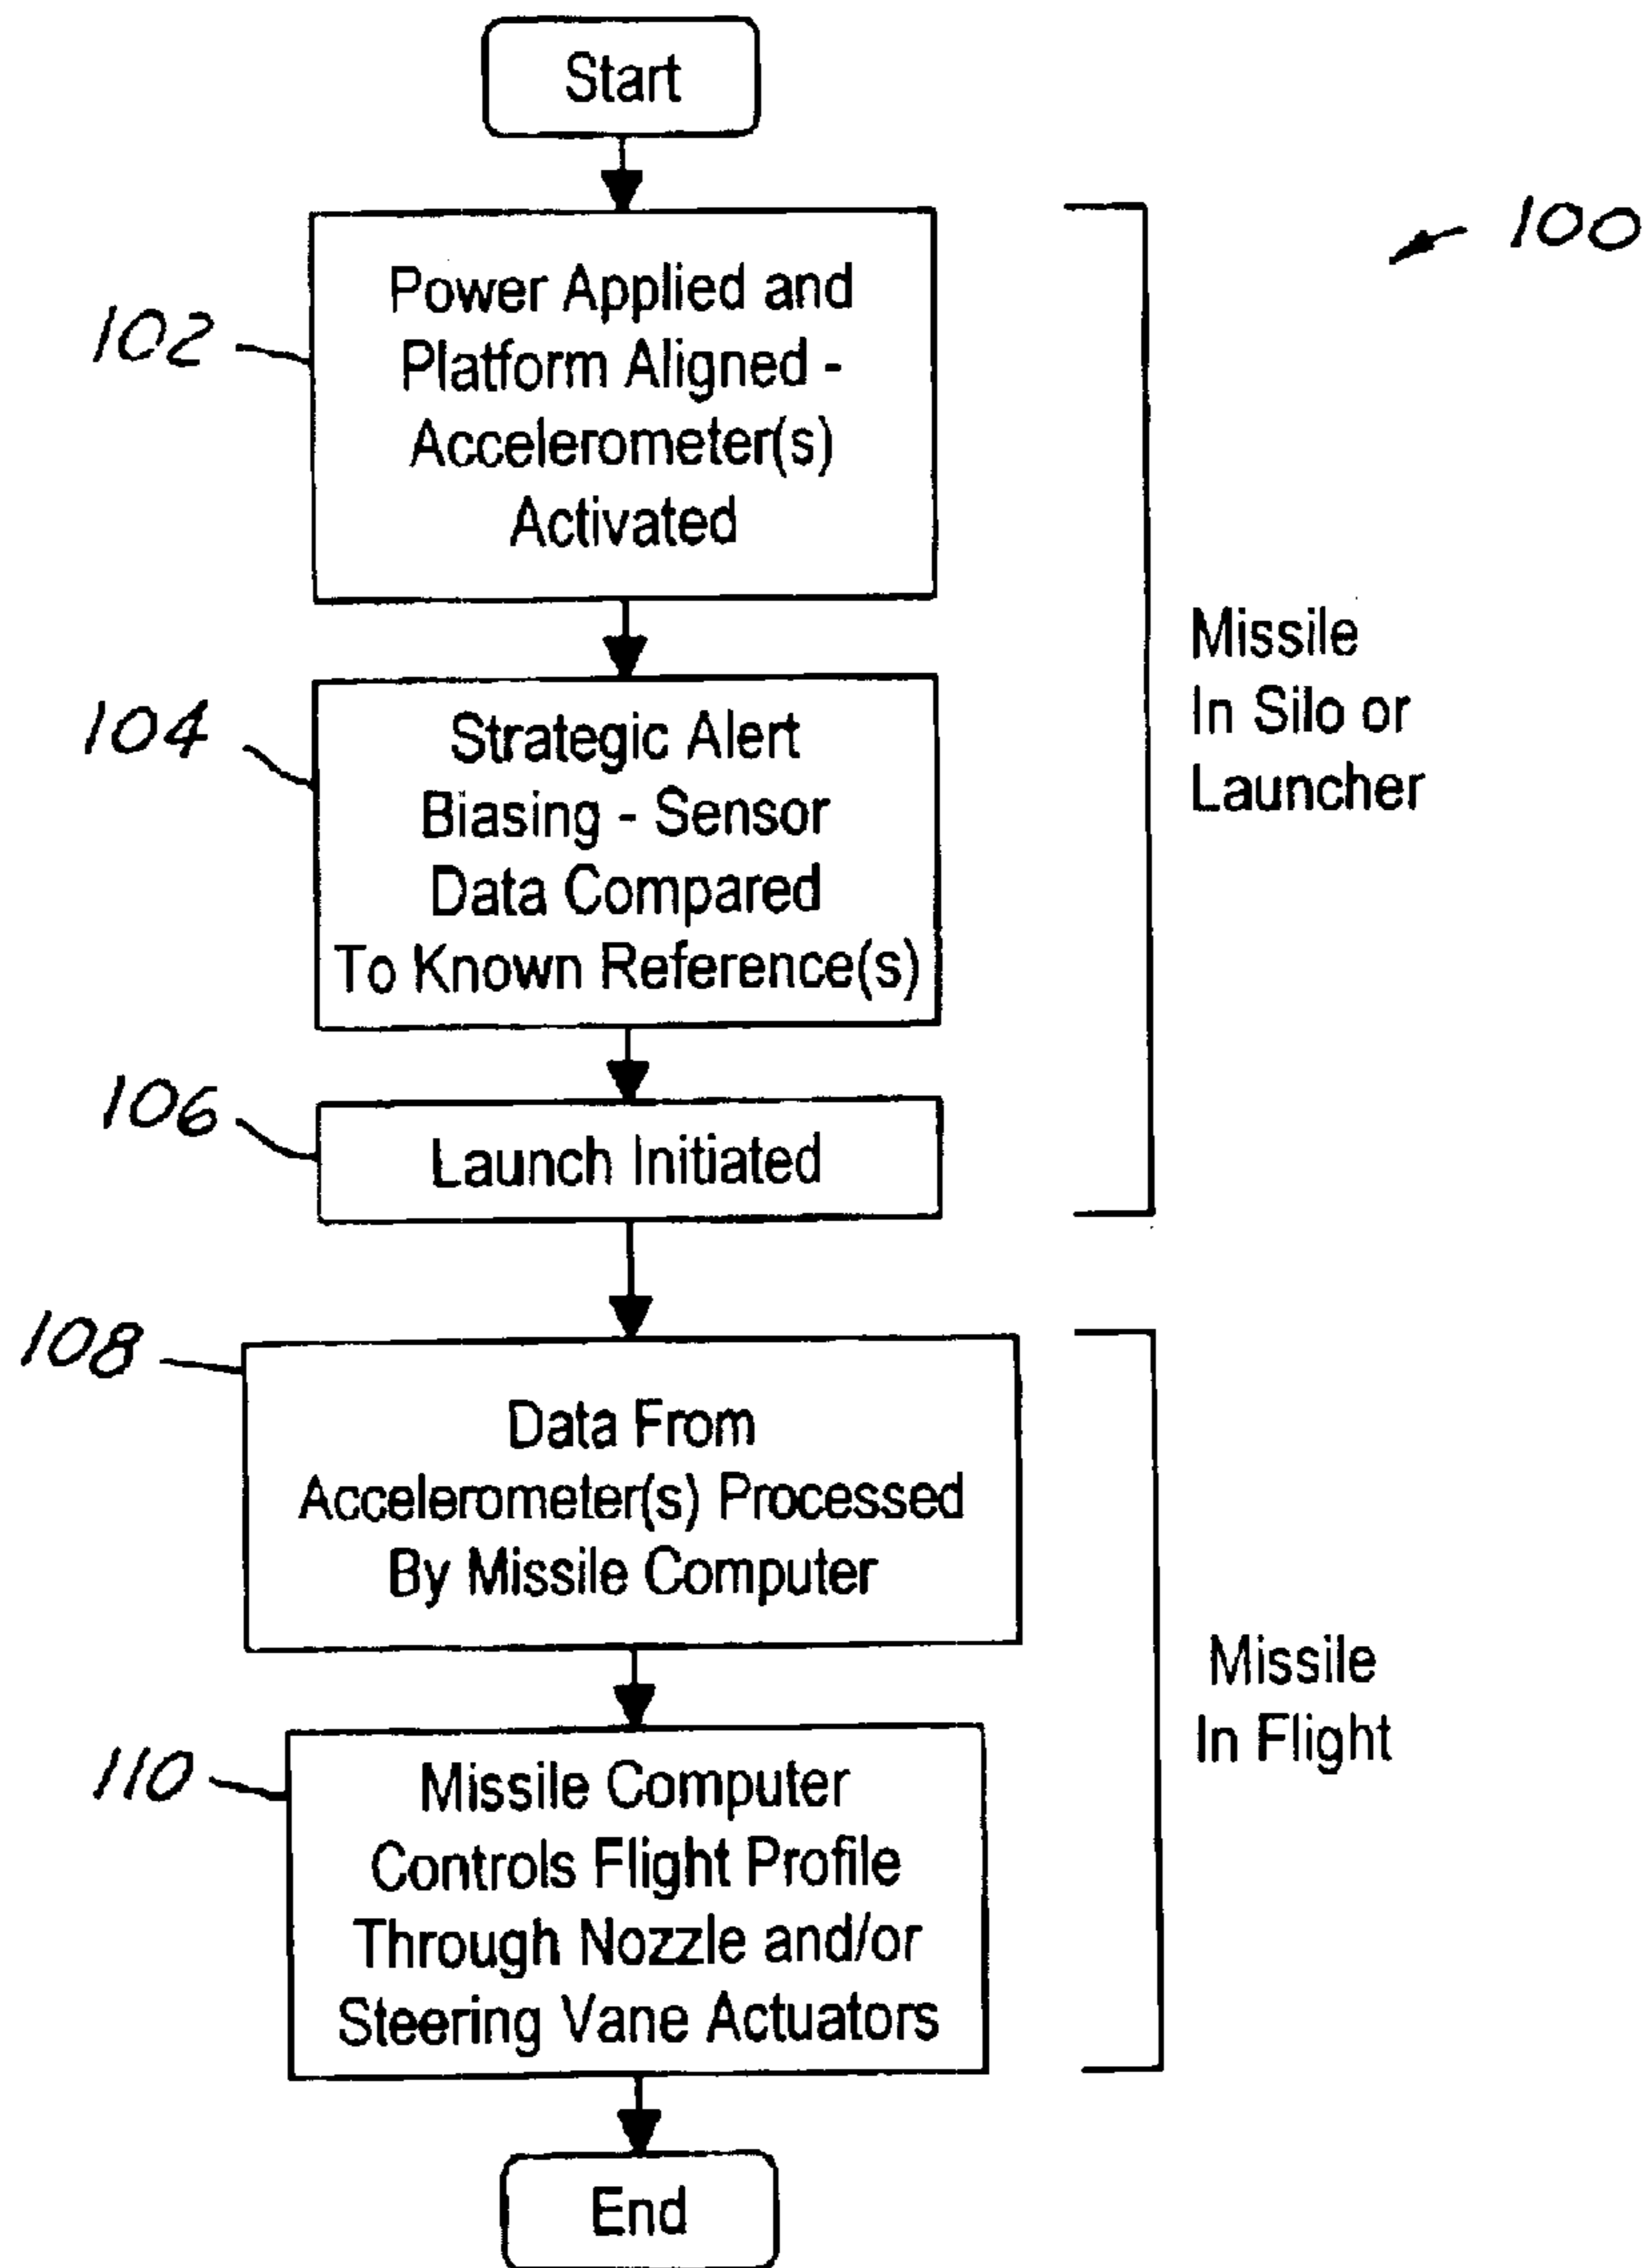 Start
100
102
Power Applied and
Platform Aligned -
Accelerometer(s)
Activated
Missile
In Silo or
Launcher
104
Strategic Alert
Biasing - Sensor
Data Compared
To Known Reference(s)
106
Launch Initiated
108
Data From
Accelerometer(s) Processed
By Missile Computer
Missile
In Flight
110
Missile Computer
Controls Flight Profile
Through Nozzle and/or
Steering Vane Actuators
End